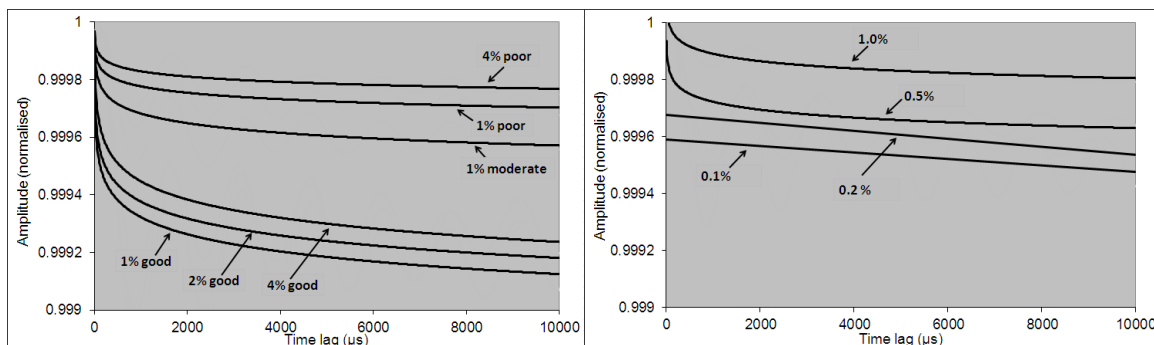 Amplitude (normalised)
1
0.9998
0.9996
0.9994
0.9992
0.999
4% poor
1% poor
1% moderate
1% good
2% good
4% good
0 2000 4000 6000 8000 10000
Time lag (µs)
Amplitude (normalised)
1
0.9998
0.9996
0.9994
0.9992
0.999
1.0%
0.5%
0.1%
0.2 %
0 2000 4000 6000 8000 10000
Time lag (µs)